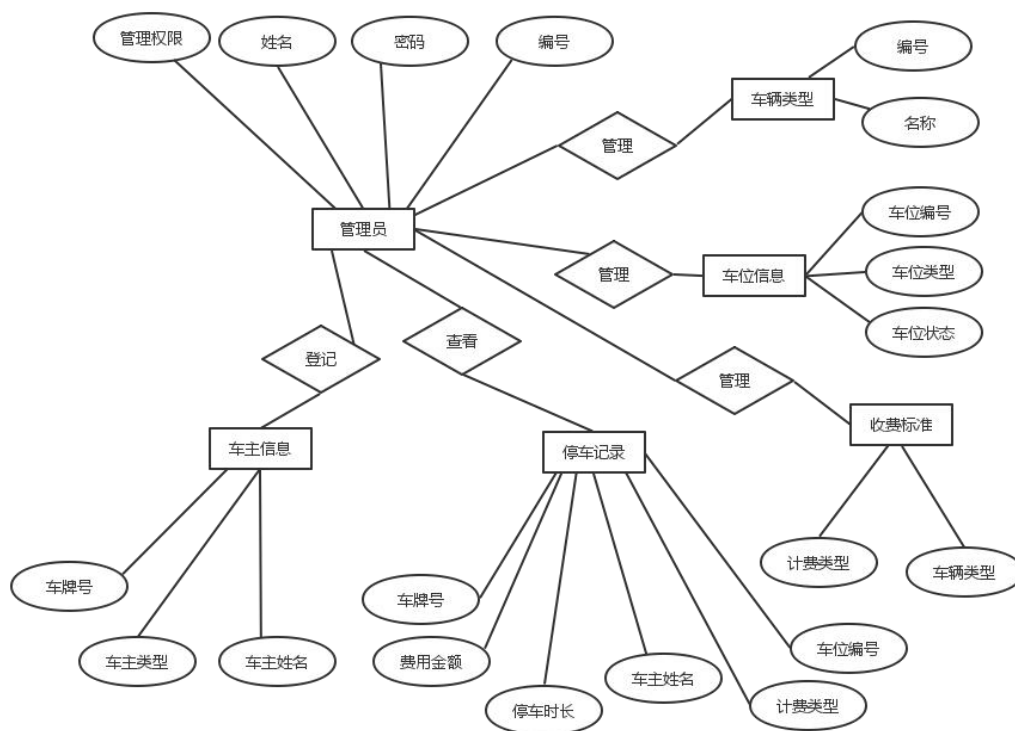 管理权限
姓名
密码
编号
编号
车辆类型
名称
管理
管理员
车位编号
管理
车位信息
车位类型
车位状态
登记
查看
管理
收费标准
车主信息
停车记录
计费类型
车辆类型
车牌号
车牌号
车主类型
车主姓名
费用金额
车主姓名
车位编号
停车时长
计费类型